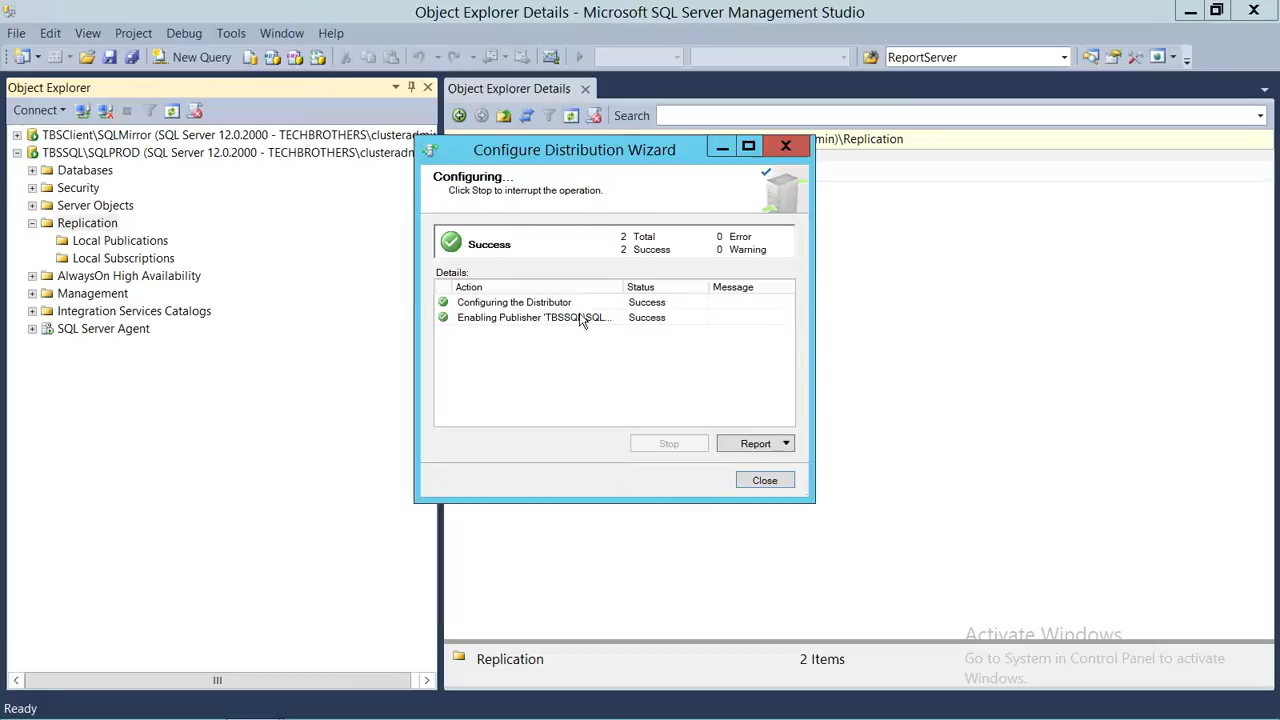 Object Explorer Details - Microsoft SQL Server Management Studio
File Edit View Project Debug Tools Window Help
New Query
ReportServer
Object Explorer
Connect
TBSClient\SQLMirror (SQL Server 12.0.2000 - TECHBROTHERS\clusteradmi
TBSSQL\SQLPROD (SQL Server 12.0.2000 - TECHBROTHERS\clusteradm
Databases
Security
Server Objects
Replication
Local Publications
Local Subscriptions
AlwaysOn High Availability
Management
Integration Services Catalogs
SQL Server Agent
Object Explorer Details
Search
min)\Replication
Configure Distribution Wizard
Configuring...
Click Stop to interrupt the operation.
Success
2 Total 0 Error
2 Success 0 Warning
Details:
Action Status Message
Configuring the Distributor Success
Enabling Publisher 'TBSSQL\SQL... Success
Stop Report
Close
Replication 2 Items
Activate Windows
Go to System in Control Panel to activate
Windows.
Ready